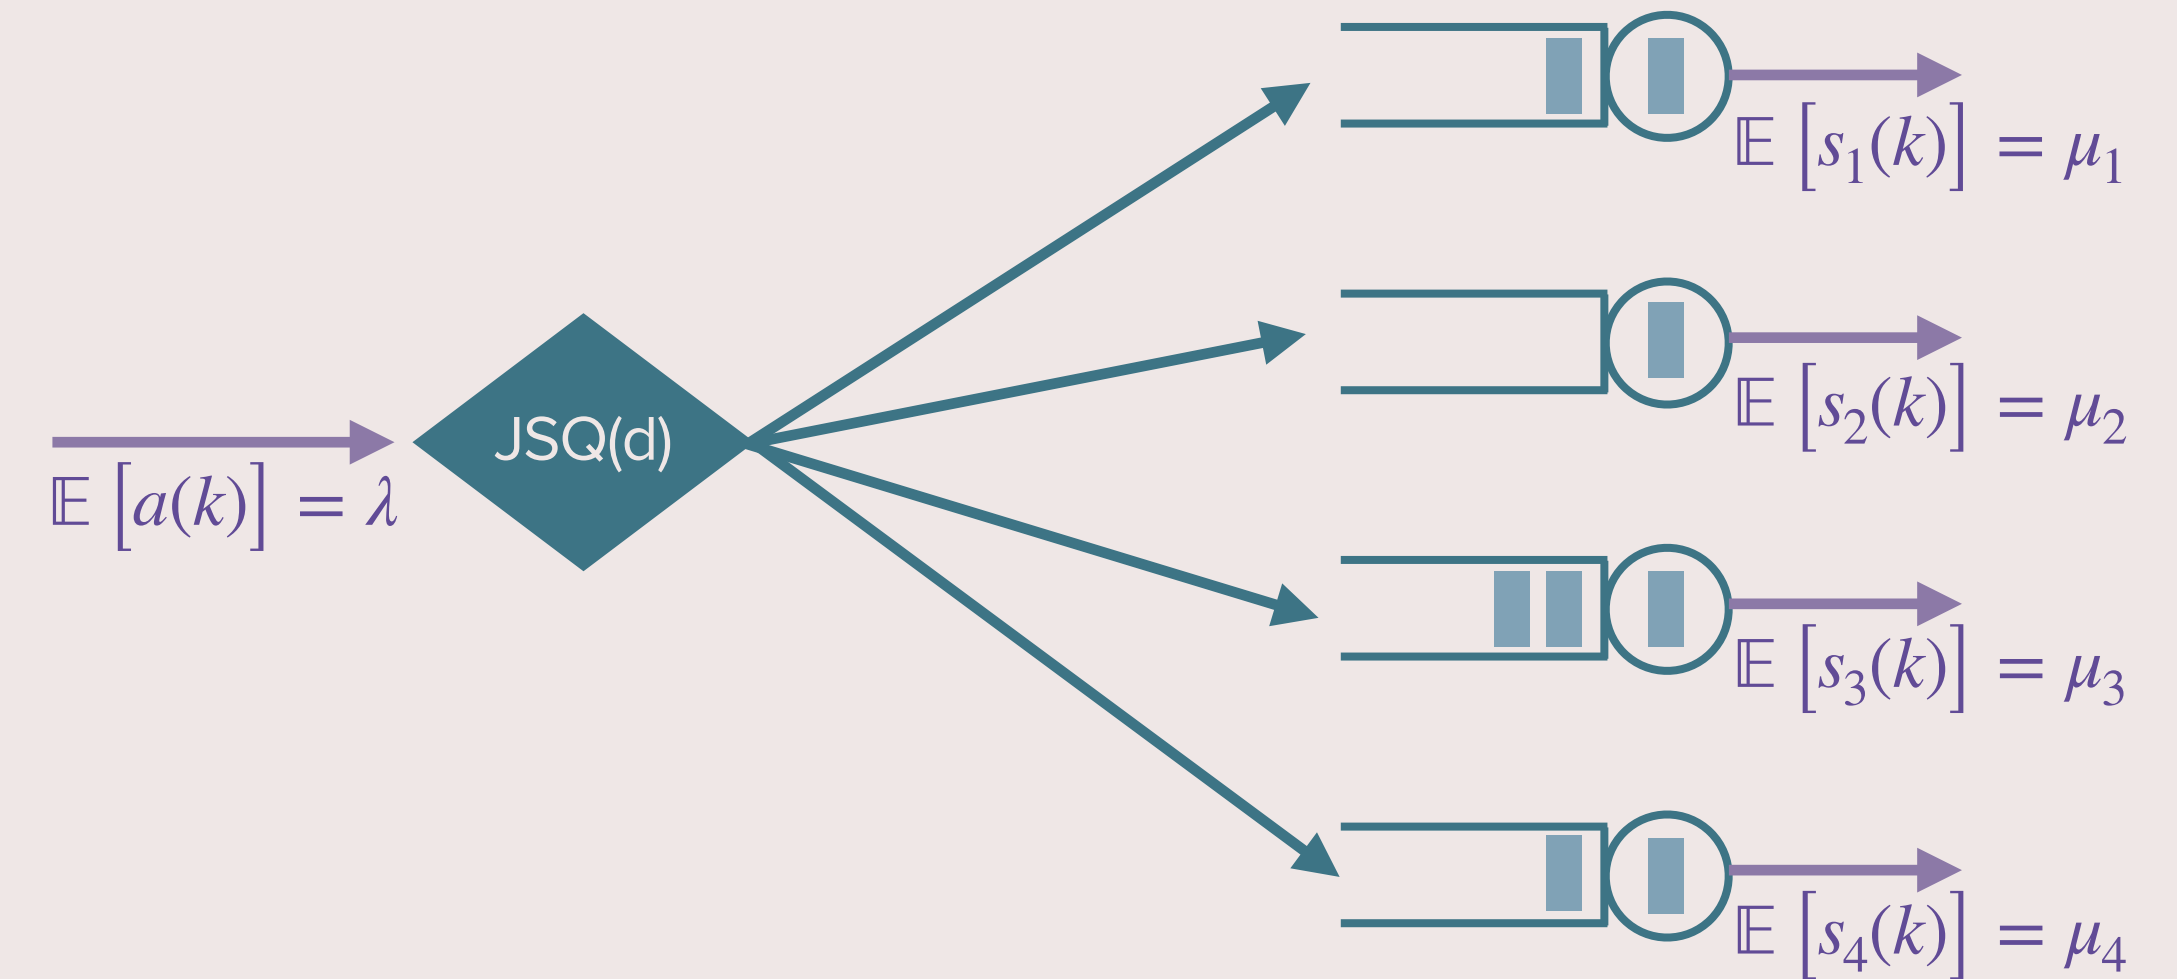 𝔼 [s₁(k)] = μ₁
𝔼 [s₂(k)] = μ₂
JSQ(d)
𝔼 [a(k)] = λ
𝔼 [s₃(k)] = μ₃
𝔼 [s₄(k)] = μ₄